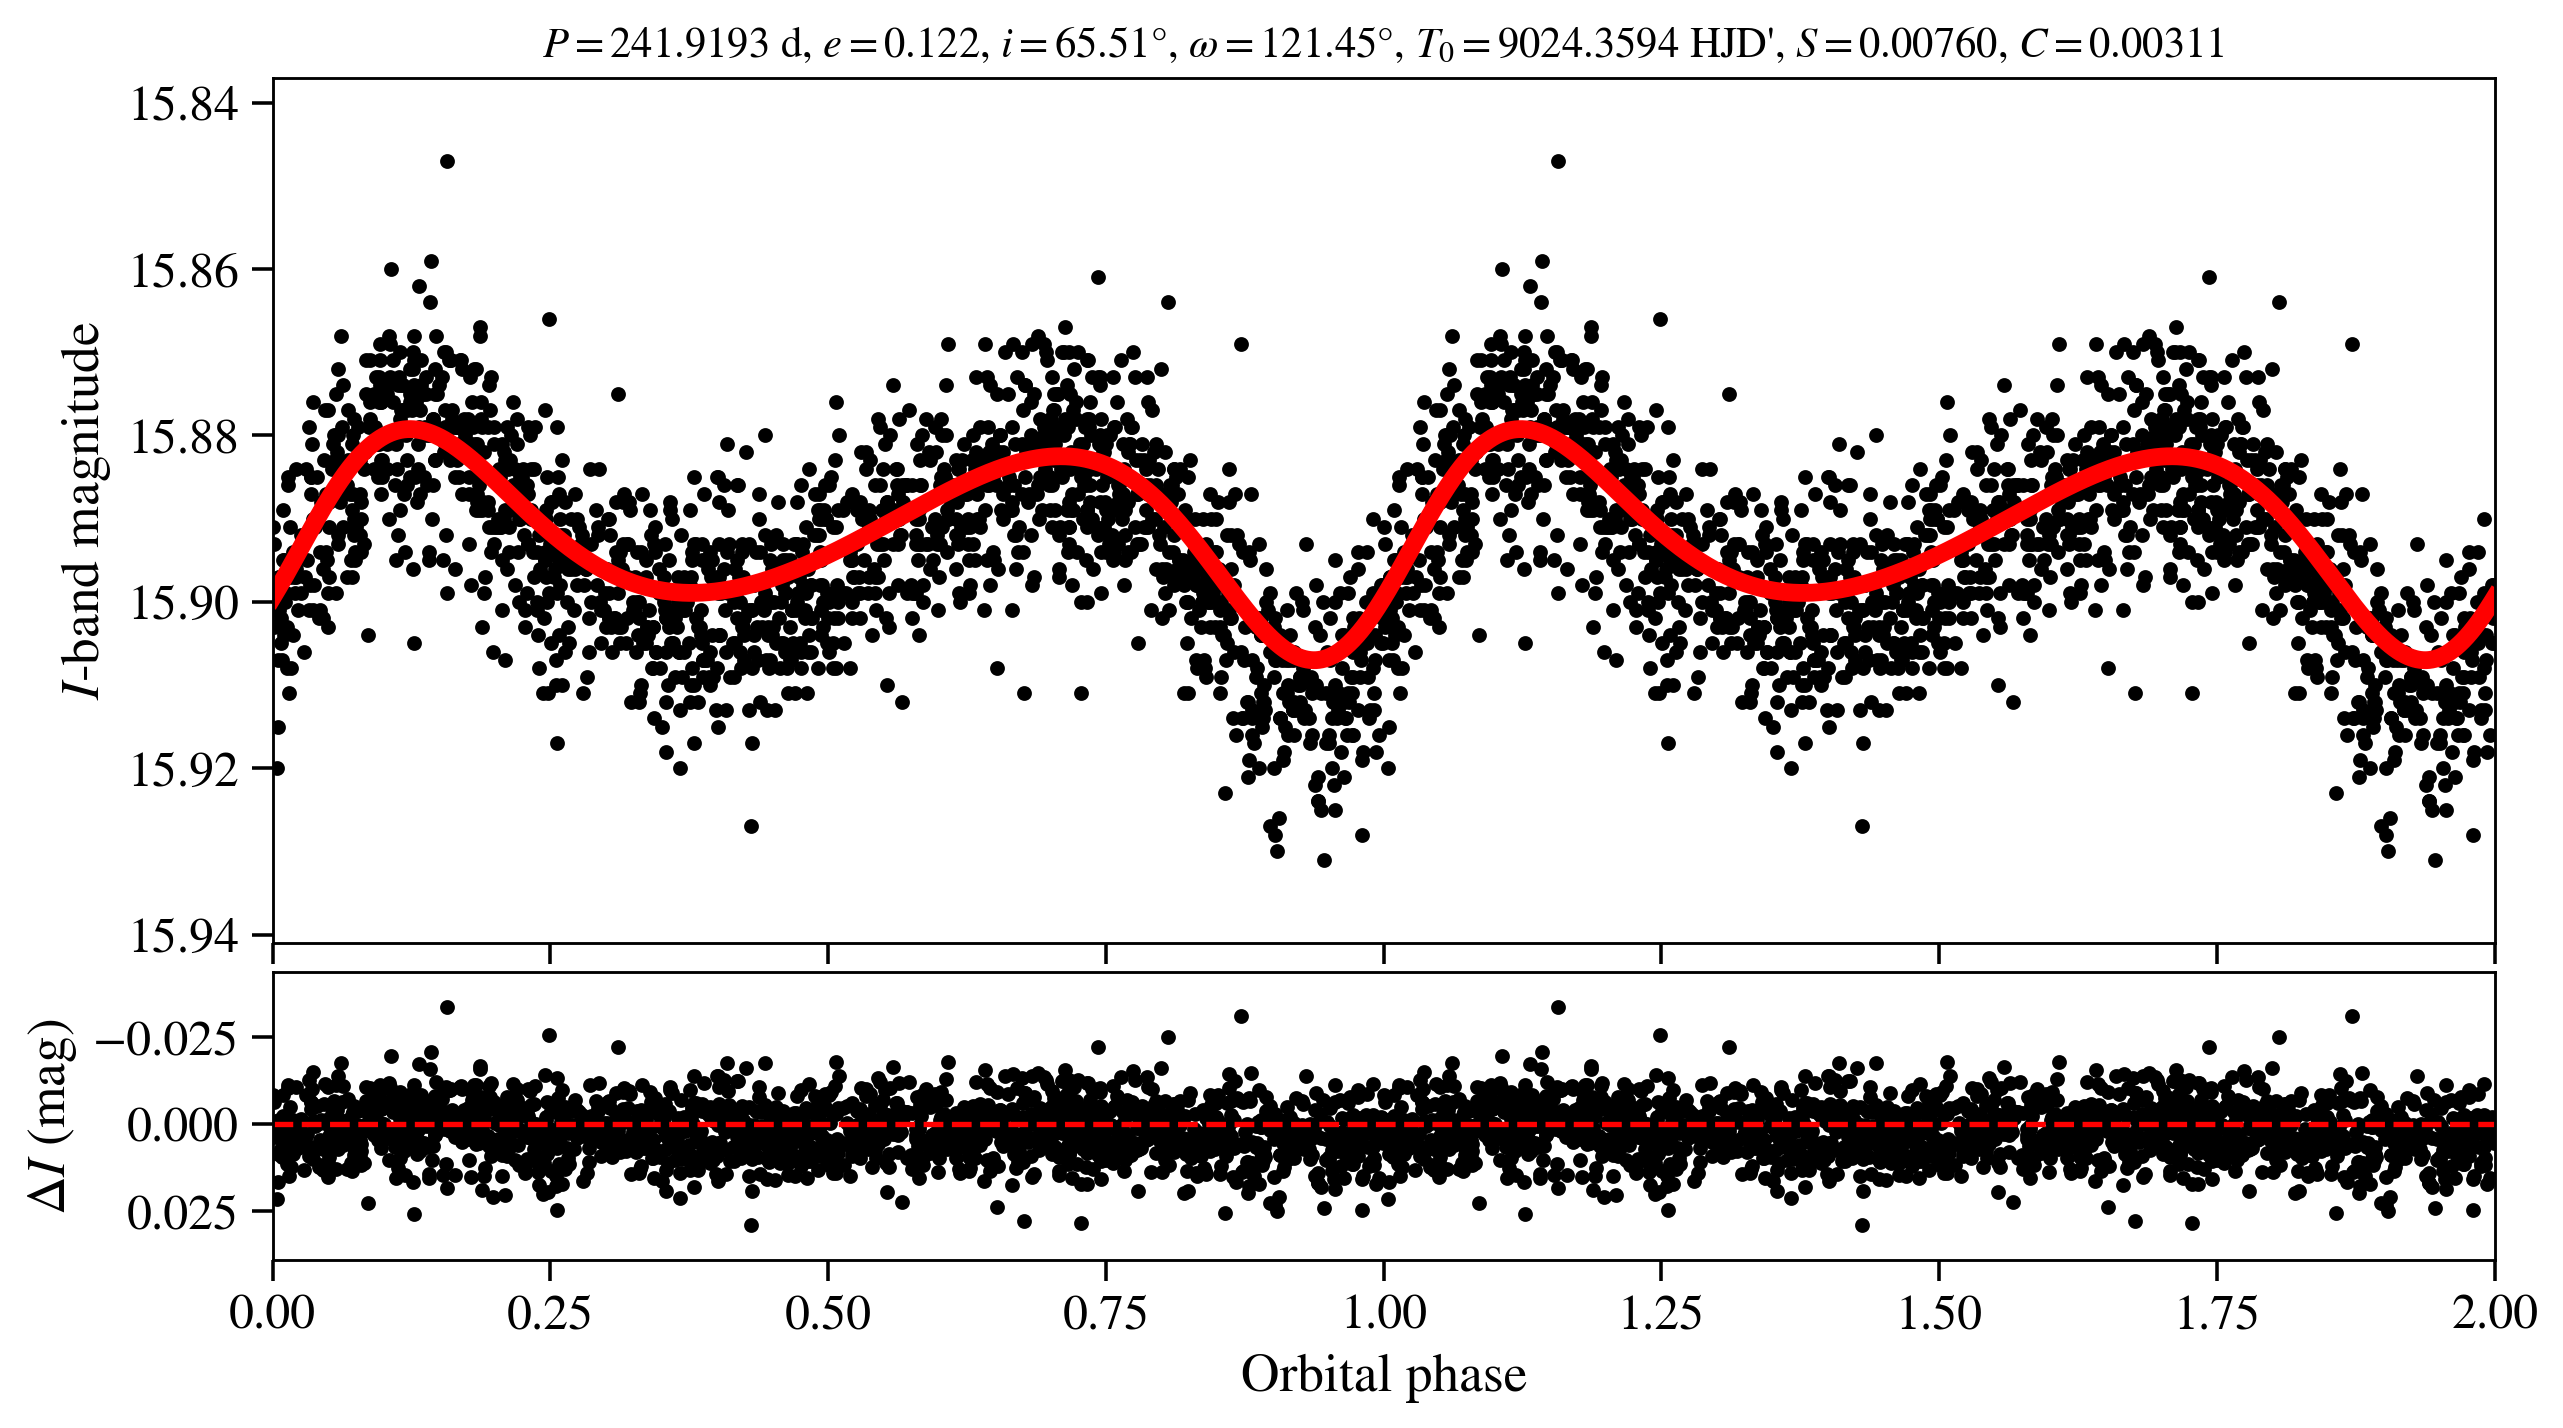 P = 241.9193 d, e = 0.122, i = 65.51°, ω = 121.45°, T₀ = 9024.3594 HJD', S = 0.00760, C = 0.00311
15.84
15.86
15.88
15.90
15.92
15.94
I-band magnitude
−0.025
0.000
0.025
ΔI (mag)
0.00 0.25 0.50 0.75 1.00 1.25 1.50 1.75 2.00
Orbital phase